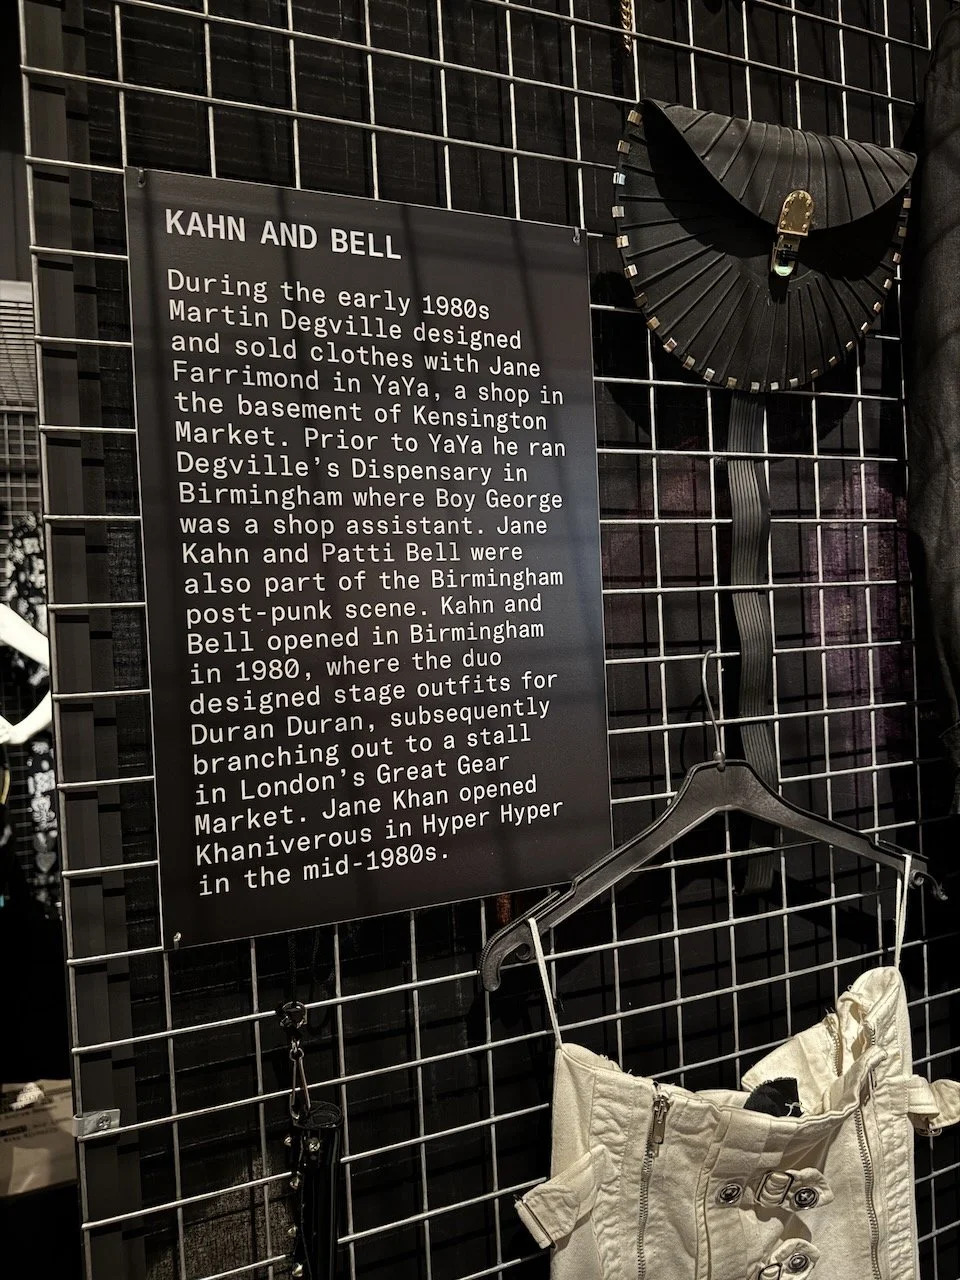 KAHN AND BELL
During the early 1980s
Martin Degville designed
and sold clothes with Jane
Farrimond in YaYa, a shop in
the basement of Kensington
Market. Prior to YaYa he ran
Degville's Dispensary in
Birmingham where Boy George
was a shop assistant. Jane
Kahn and Patti Bell were
also part of the Birmingham
post-punk scene. Kahn and
Bell opened in Birmingham
in 1980, where the duo
designed stage outfits for
Duran Duran, subsequently
branching out to a stall
in London's Great Gear
Market. Jane Khan opened
Khaniverous in Hyper Hyper
in the mid-1980s.